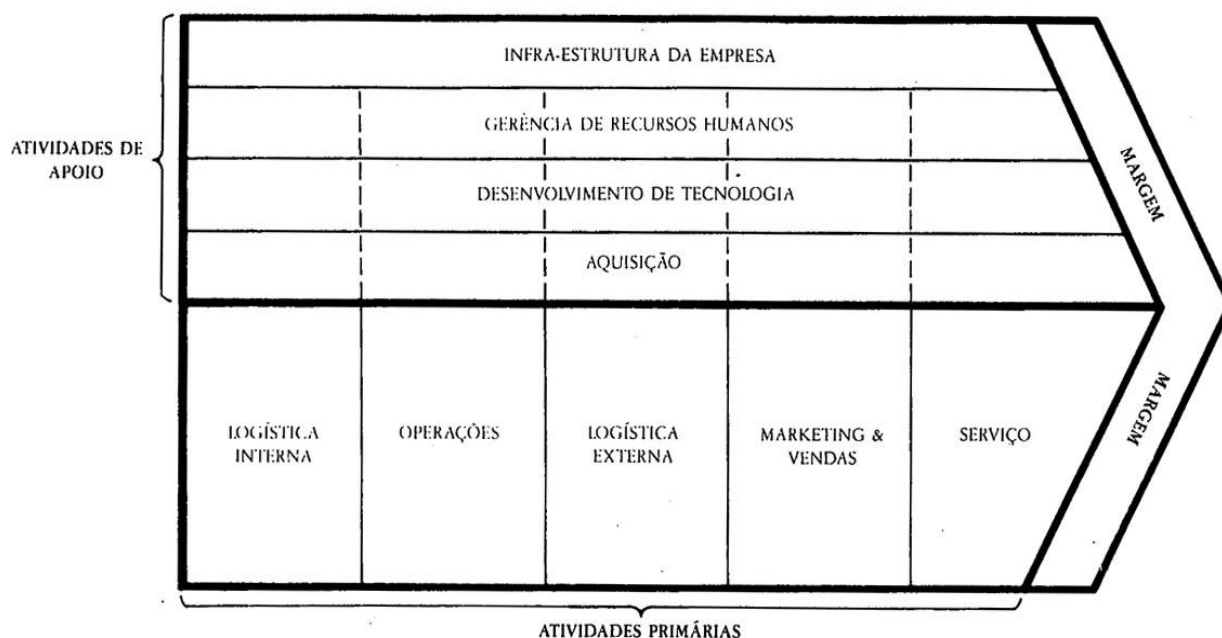 INFRA-ESTRUTURA DA EMPRESA
GERÊNCIA DE RECURSOS HUMANOS
ATIVIDADES DE
APOIO
DESENVOLVIMENTO DE TECNOLOGIA
AQUISIÇÃO
MARGEM
LOGÍSTICA
INTERNA
OPERAÇÕES
LOGÍSTICA
EXTERNA
MARKETING &
VENDAS
SERVIÇO
MARGEM
ATIVIDADES PRIMÁRIAS